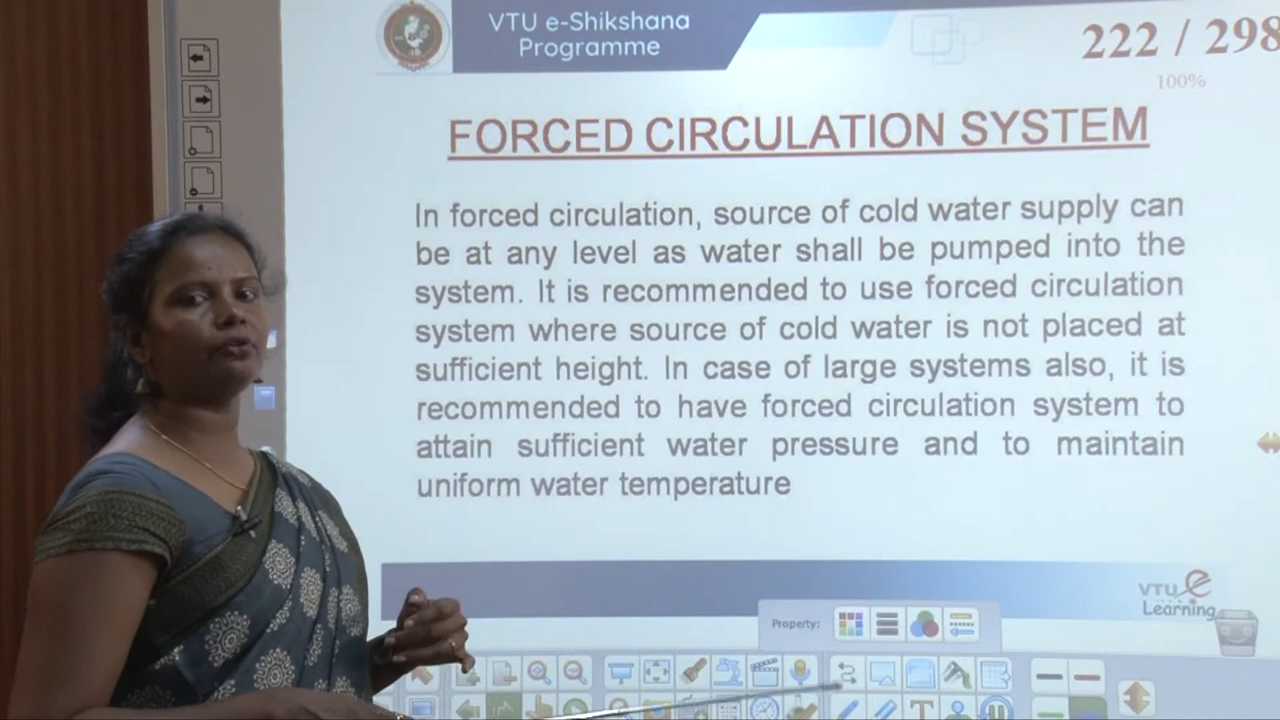 VTU e-Shikshana
Programme
222 / 298
100%
FORCED CIRCULATION SYSTEM
In forced circulation, source of cold water supply can
be at any level as water shall be pumped into the
system. It is recommended to use forced circulation
system where source of cold water is not placed at
sufficient height. In case of large systems also, it is
recommended to have forced circulation system to
attain sufficient water pressure and to maintain
uniform water temperature
VTU e
Learning
Property: